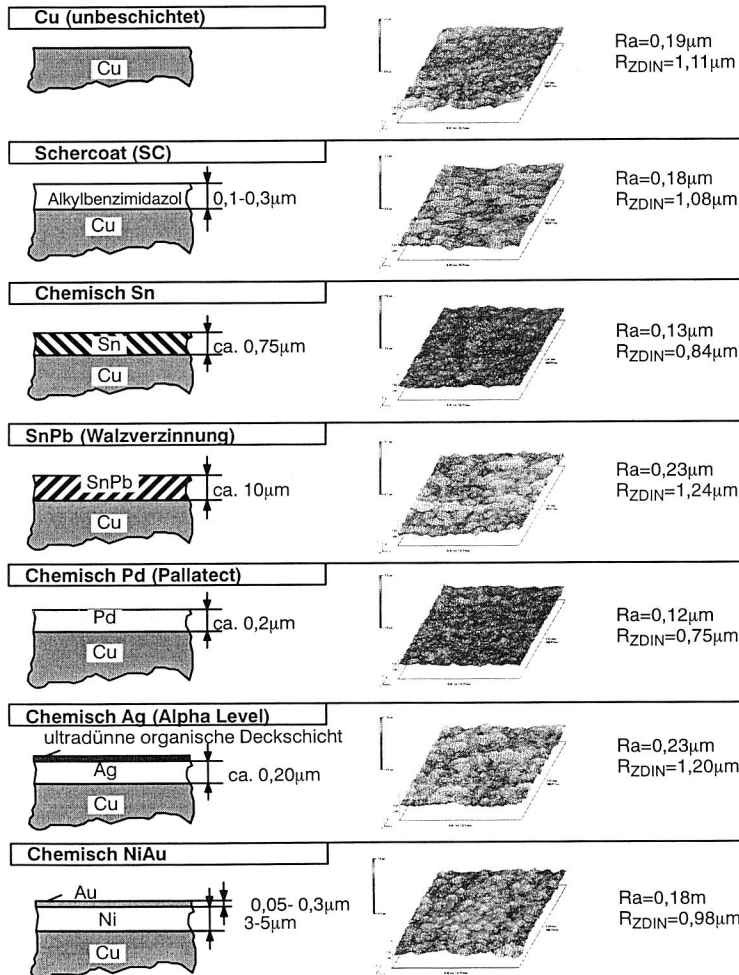 Cu (unbeschichtet)
Cu
Ra=0,19µm
RZDIN=1,11µm
Schercoat (SC)
Alkylbenzimidazol
0,1-0,3µm
Cu
Ra=0,18µm
RZDIN=1,08µm
Chemisch Sn
Sn
ca. 0,75µm
Cu
Ra=0,13µm
RZDIN=0,84µm
SnPb (Walzverzinnung)
SnPb
ca. 10µm
Cu
Ra=0,23µm
RZDIN=1,24µm
Chemisch Pd (Pallatect)
Pd
ca. 0,2µm
Cu
Ra=0,12µm
RZDIN=0,75µm
Chemisch Ag (Alpha Level)
ultradünne organische Deckschicht
Ag
ca. 0,20µm
Cu
Ra=0,23µm
RZDIN=1,20µm
Chemisch NiAu
Au
0,05- 0,3µm
Ni
3-5µm
Cu
Ra=0,18m
RZDIN=0,98µm